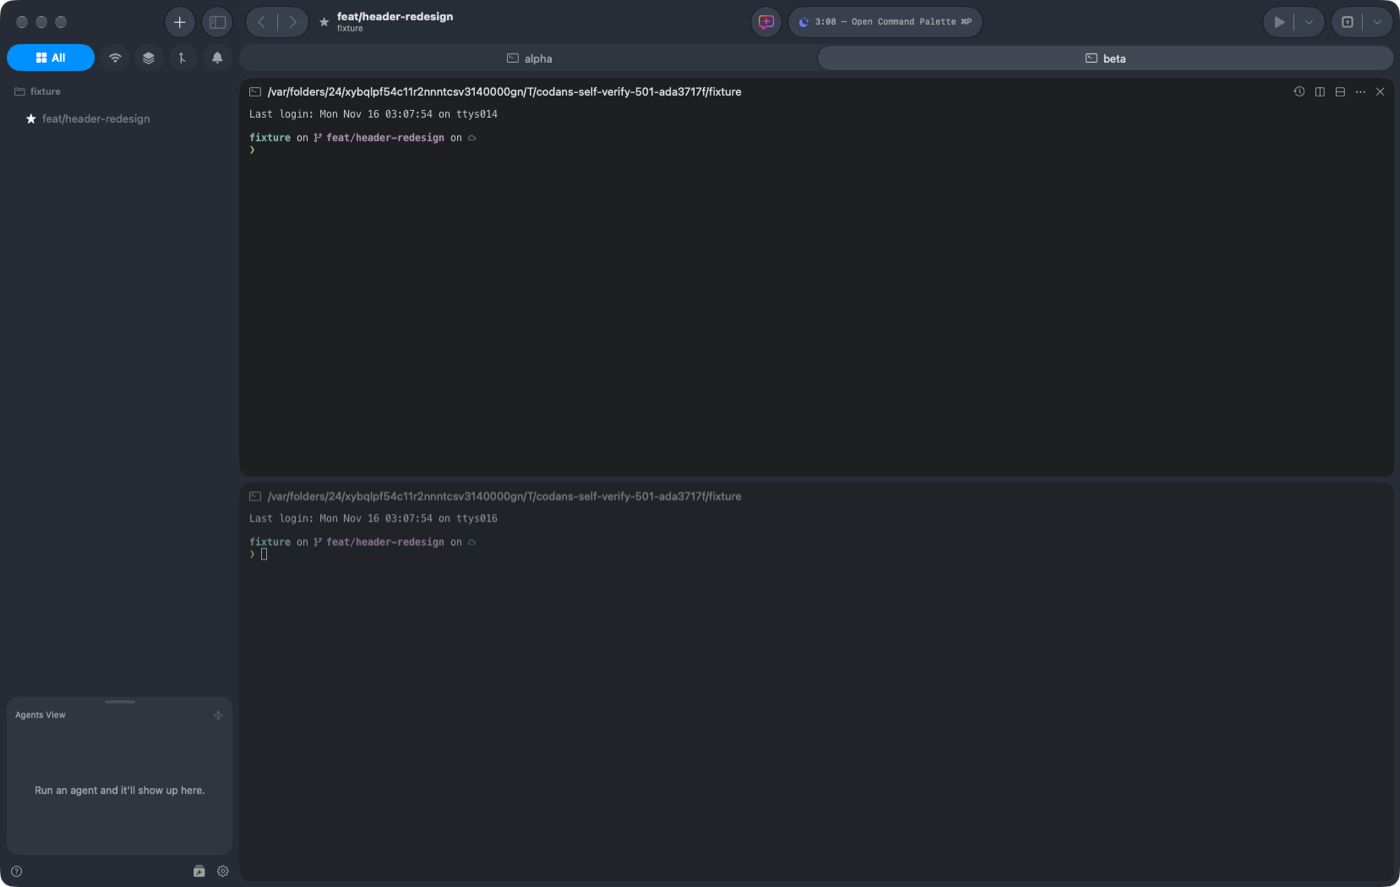 feat/header-redesign
fixture
3:08 — Open Command Palette ⌘P
All
alpha
beta
fixture
feat/header-redesign
/var/folders/24/xybqlpf54c11r2nnntcsv3140000gn/T/codans-self-verify-501-ada3717f/fixture
Last login: Mon Nov 16 03:07:54 on ttys014
fixture on feat/header-redesign on
❯
/var/folders/24/xybqlpf54c11r2nnntcsv3140000gn/T/codans-self-verify-501-ada3717f/fixture
Last login: Mon Nov 16 03:07:54 on ttys016
fixture on feat/header-redesign on
❯
Agents View
Run an agent and it'll show up here.